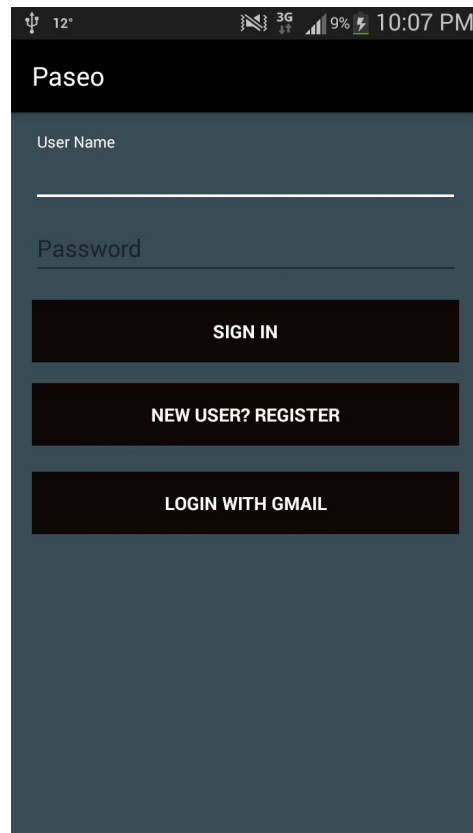 12°
3G
9%
10:07 PM
Paseo
User Name
Password
SIGN IN
NEW USER? REGISTER
LOGIN WITH GMAIL